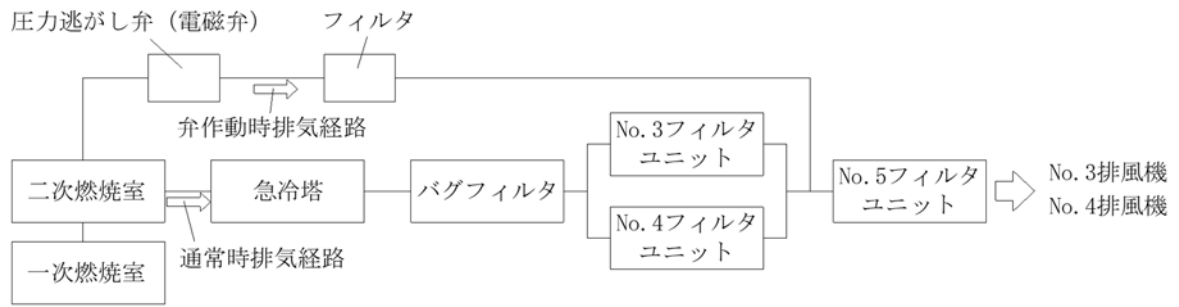 圧力逃がし弁（電磁弁）
フィルタ
弁作動時排気経路
No.3フィルタ
ユニット
二次燃焼室
急冷塔
バグフィルタ
No.5フィルタ
ユニット
No.3排風機
No.4排風機
No.4フィルタ
ユニット
通常時排気経路
一次燃焼室